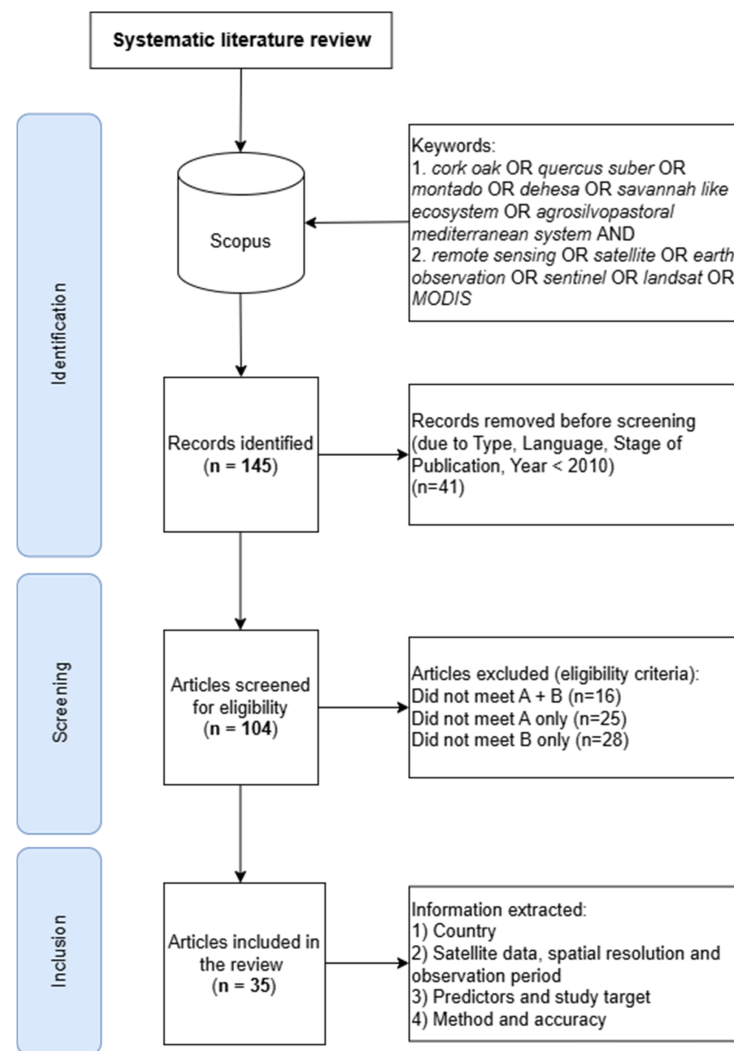 Systematic literature review
Identification
Scopus
Keywords:
1. cork oak OR quercus suber OR
montado OR dehesa OR savannah like
ecosystem OR agrosilvopastoral
mediterranean system AND
2. remote sensing OR satellite OR earth
observation OR sentinel OR landsat OR
MODIS
Records identified
(n = 145)
Records removed before screening
(due to Type, Language, Stage of
Publication, Year < 2010)
(n=41)
Screening
Articles screened
for eligibility
(n = 104)
Articles excluded (eligibility criteria):
Did not meet A + B (n=16)
Did not meet A only (n=25)
Did not meet B only (n=28)
Inclusion
Articles included in
the review
(n = 35)
Information extracted:
1) Country
2) Satellite data, spatial resolution and
observation period
3) Predictors and study target
4) Method and accuracy